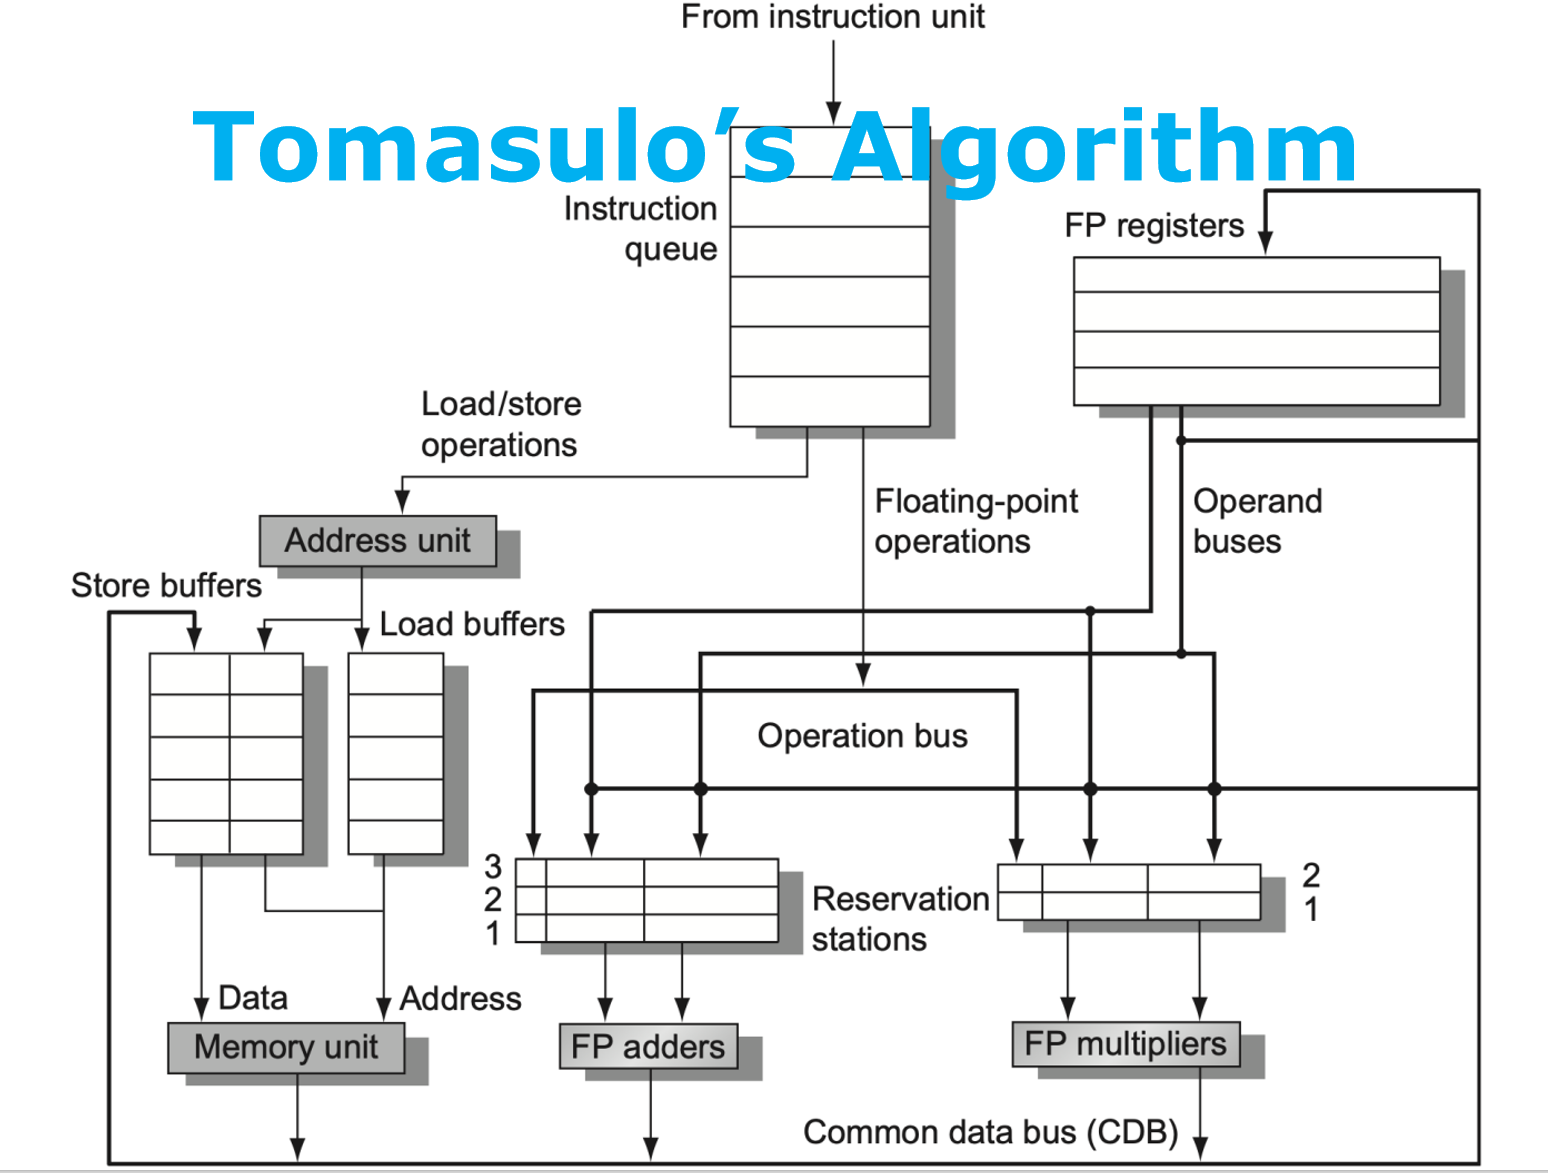 From instruction unit
Tomasulo’s Algorithm
Instruction
queue
FP registers
Load/store
operations
Floating-point
operations
Operand
buses
Address unit
Store buffers
Load buffers
Operation bus
3
2
1
Reservation
stations
2
1
Data
Address
Memory unit
FP adders
FP multipliers
Common data bus (CDB)